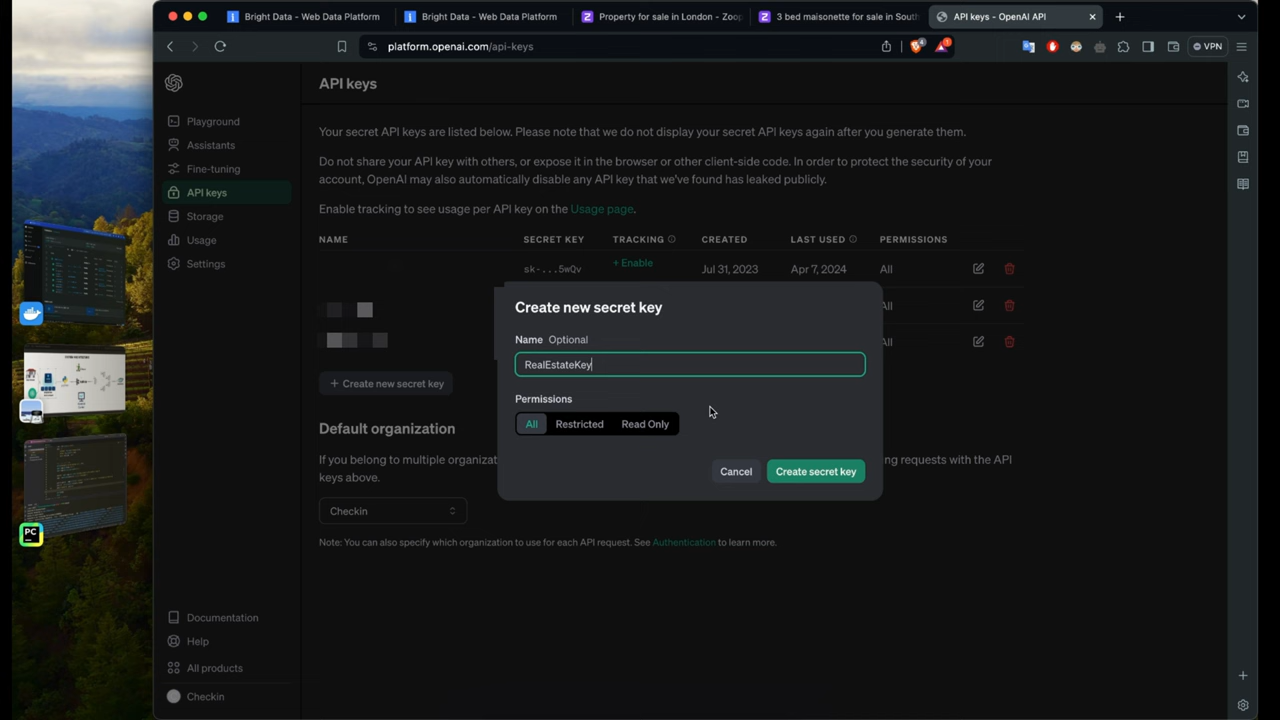 Bright Data - Web Data Platform
Bright Data - Web Data Platform
Property for sale in London - Zoop
3 bed maisonette for sale in South
API keys - OpenAI API
platform.openai.com/api-keys
4
1
VPN
API keys
Playground
Assistants
Fine-tuning
API keys
Storage
Usage
Settings
Your secret API keys are listed below. Please note that we do not display your secret API keys again after you generate them.
Do not share your API key with others, or expose it in the browser or other client-side code. In order to protect the security of your
account, OpenAI may also automatically disable any API key that we've found has leaked publicly.
Enable tracking to see usage per API key on the Usage page.
NAME SECRET KEY TRACKING CREATED LAST USED PERMISSIONS
sk-...5wQv + Enable Jul 31, 2023 Apr 7, 2024 All
All
All
+ Create new secret key
Create new secret key
Name Optional
RealEstateKey
Permissions
All Restricted Read Only
Cancel Create secret key
Default organization
If you belong to multiple organizat
ng requests with the API
keys above.
Checkin
Note: You can also specify which organization to use for each API request. See Authentication to learn more.
Documentation
Help
All products
Checkin
PC